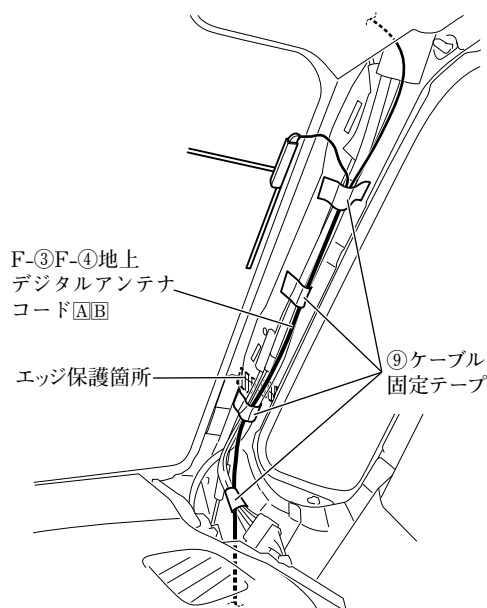 F-③F-④地上
デジタルアンテナ
コード🄰🄱
エッジ保護箇所
⑨ケーブル
固定テープ